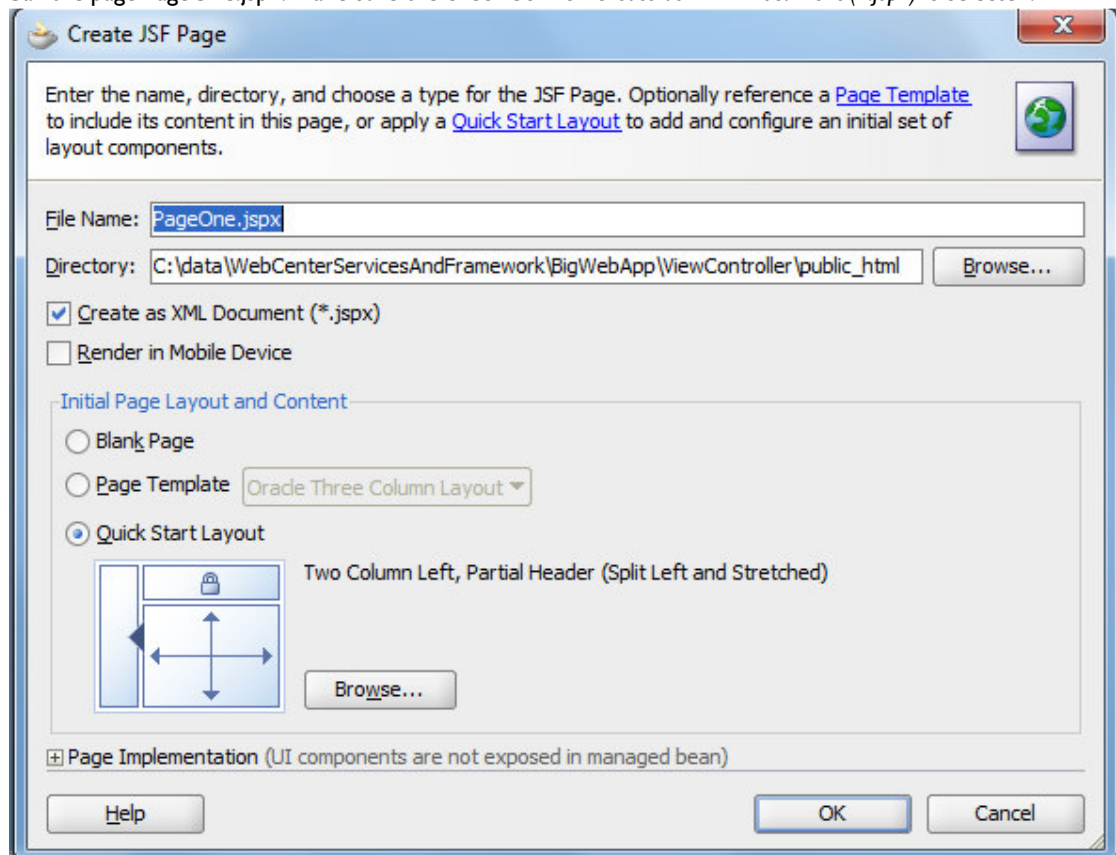 Create JSF Page
Enter the name, directory, and choose a type for the JSF Page. Optionally reference a Page Template
to include its content in this page, or apply a Quick Start Layout to add and configure an initial set of
layout components.
File Name: PageOne.jspx
Directory: C:\data\WebCenterServicesAndFramework\BigWebApp\ViewController\public_html Browse...
Create as XML Document (*.jspx)
Render in Mobile Device
Initial Page Layout and Content
Blank Page
Page Template Oracle Three Column Layout
Quick Start Layout
Two Column Left, Partial Header (Split Left and Stretched)
Browse...
Page Implementation (UI components are not exposed in managed bean)
Help OK Cancel